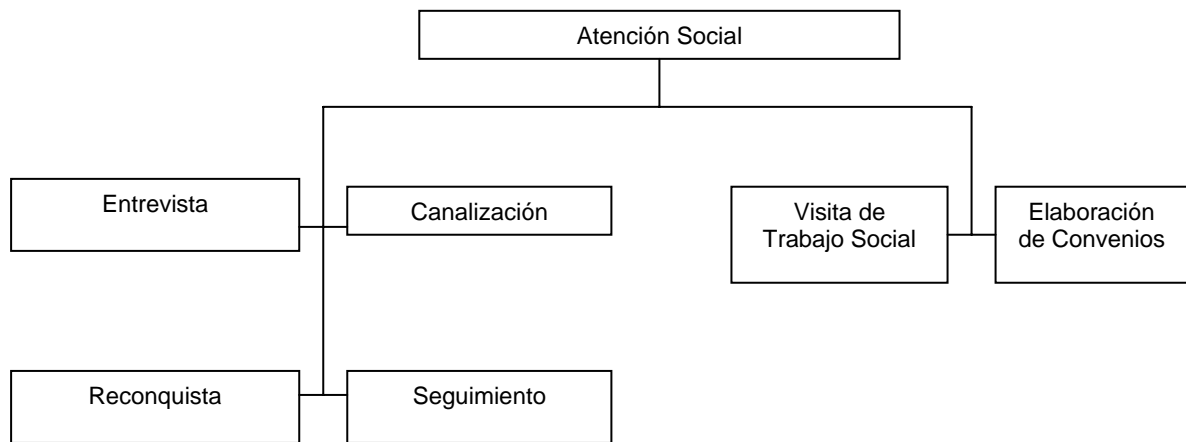 Atención Social
Entrevista
Canalización
Visita de
Trabajo Social
Elaboración
de Convenios
Reconquista
Seguimiento